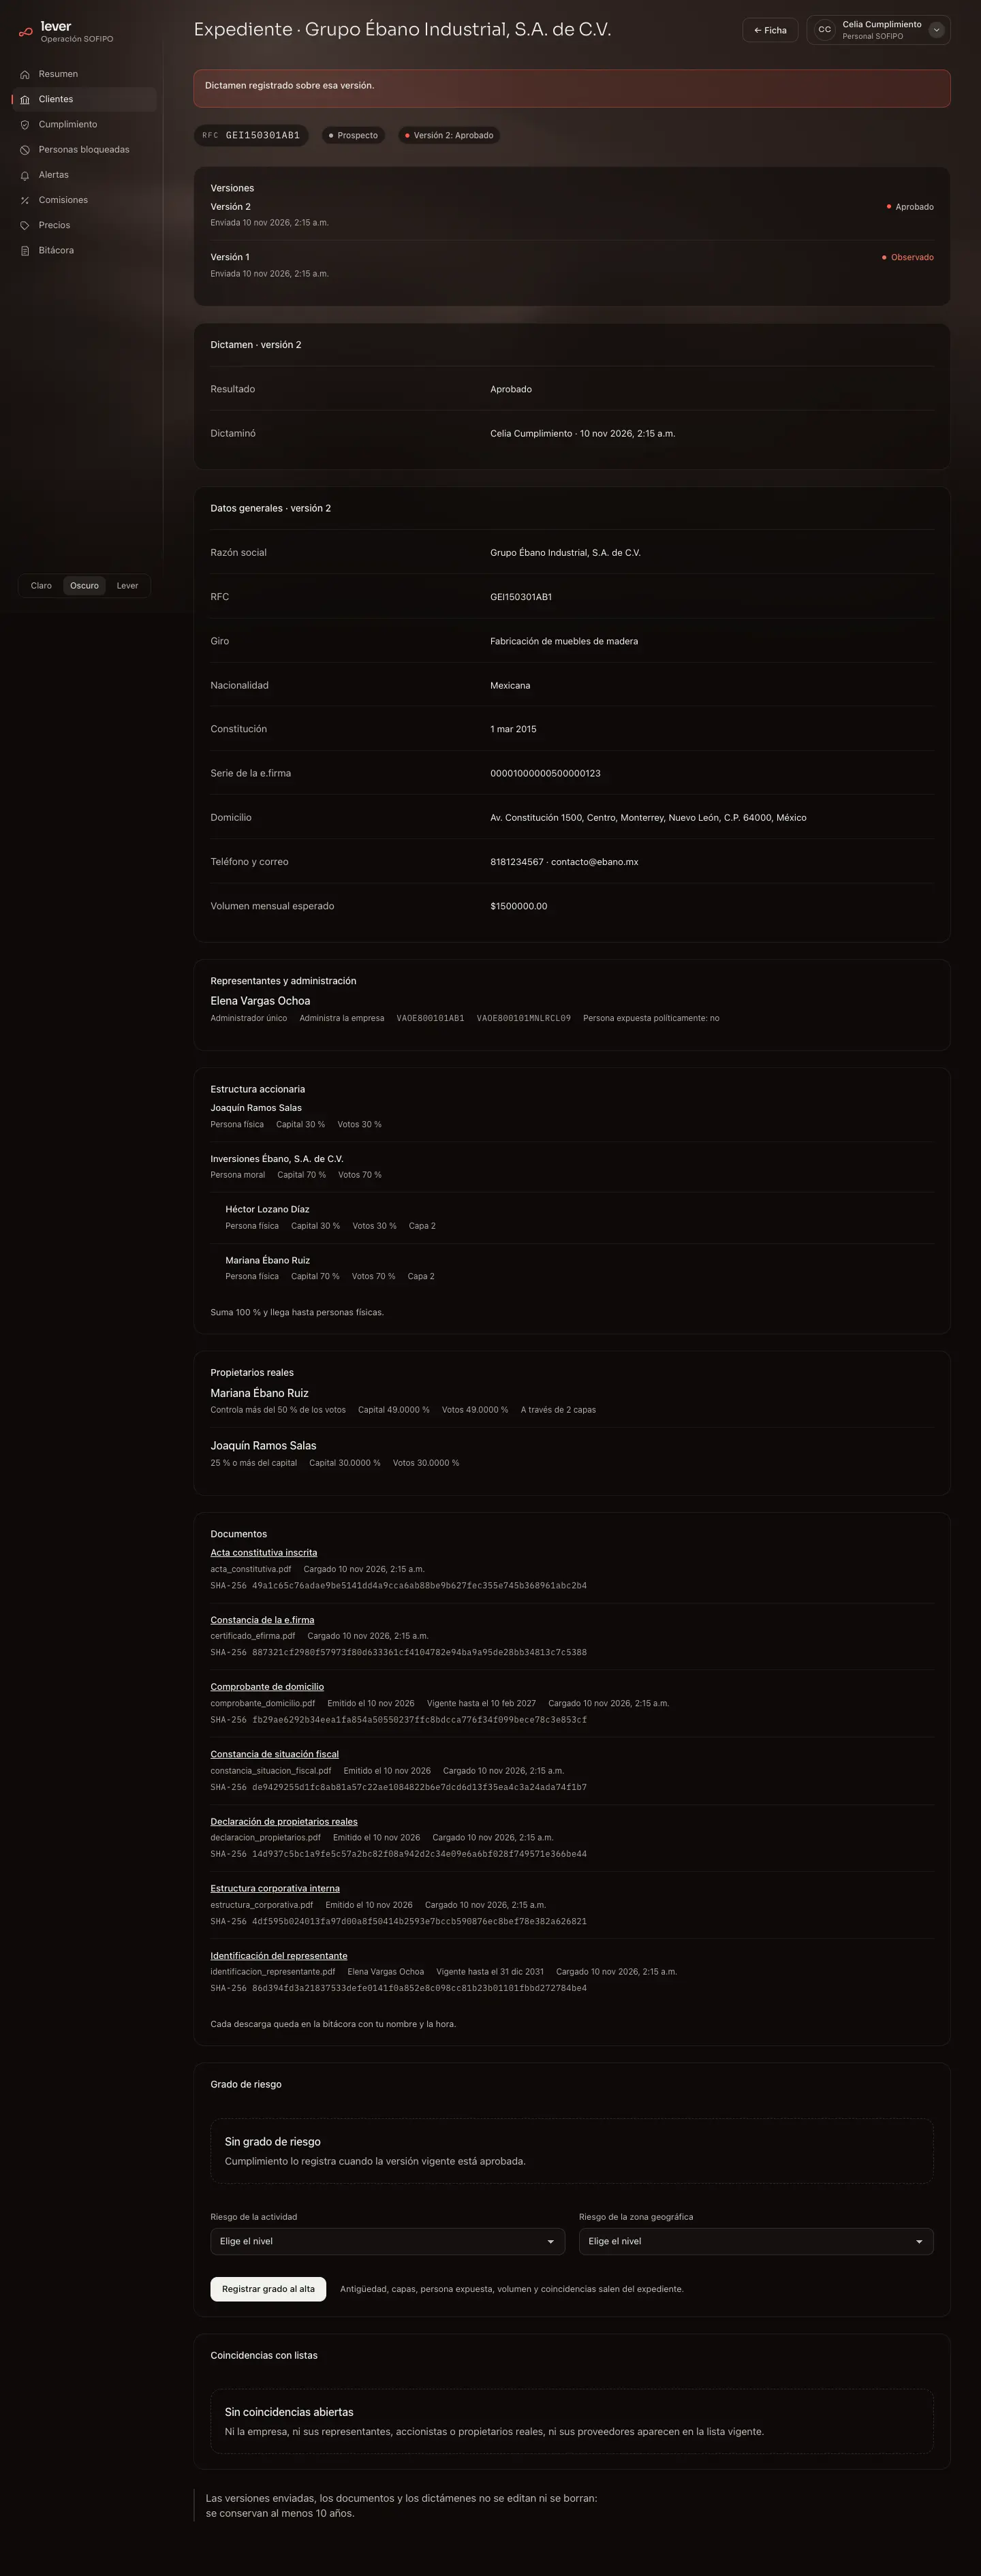 lever
Operación SOFIPO
Resumen
Clientes
Cumplimiento
Personas bloqueadas
Alertas
Comisiones
Precios
Bitácora
Claro Oscuro Lever
Expediente · Grupo Ébano Industrial, S.A. de C.V.
← Ficha
CC
Celia Cumplimiento
Personal SOFIPO
Dictamen registrado sobre esa versión.
RFC GEI150301AB1
Prospecto
Versión 2: Aprobado
Versiones
Versión 2
Aprobado
Enviada 10 nov 2026, 2:15 a.m.
Versión 1
Observado
Enviada 10 nov 2026, 2:15 a.m.
Dictamen · versión 2
Resultado Aprobado
Dictaminó Celia Cumplimiento · 10 nov 2026, 2:15 a.m.
Datos generales · versión 2
Razón social Grupo Ébano Industrial, S.A. de C.V.
RFC GEI150301AB1
Giro Fabricación de muebles de madera
Nacionalidad Mexicana
Constitución 1 mar 2015
Serie de la e.firma 00001000000500000123
Domicilio Av. Constitución 1500, Centro, Monterrey, Nuevo León, C.P. 64000, México
Teléfono y correo 8181234567 · contacto@ebano.mx
Volumen mensual esperado $1500000.00
Representantes y administración
Elena Vargas Ochoa
Administrador único Administra la empresa VAOE800101AB1 VAOE800101MNLRCL09 Persona expuesta políticamente: no
Estructura accionaria
Joaquín Ramos Salas
Persona física Capital 30 % Votos 30 %
Inversiones Ébano, S.A. de C.V.
Persona moral Capital 70 % Votos 70 %
Héctor Lozano Díaz
Persona física Capital 30 % Votos 30 % Capa 2
Mariana Ébano Ruiz
Persona física Capital 70 % Votos 70 % Capa 2
Suma 100 % y llega hasta personas físicas.
Propietarios reales
Mariana Ébano Ruiz
Controla más del 50 % de los votos Capital 49.0000 % Votos 49.0000 % A través de 2 capas
Joaquín Ramos Salas
25 % o más del capital Capital 30.0000 % Votos 30.0000 %
Documentos
Acta constitutiva inscrita
acta_constitutiva.pdf Cargado 10 nov 2026, 2:15 a.m.
SHA-256 49a1c65c76adae9be5141dd4a9cca6ab88be9b627fec355e745b368961abc2b4
Constancia de la e.firma
certificado_efirma.pdf Cargado 10 nov 2026, 2:15 a.m.
SHA-256 887321cf2980f57973f80d633361cf4104782e94ba9a95de28bb34813c7c5388
Comprobante de domicilio
comprobante_domicilio.pdf Emitido el 10 nov 2026 Vigente hasta el 10 feb 2027 Cargado 10 nov 2026, 2:15 a.m.
SHA-256 fb29ae6292b34eea1fa854a50550237ffc8bdcca776f34f099bece78c3e853cf
Constancia de situación fiscal
constancia_situacion_fiscal.pdf Emitido el 10 nov 2026 Cargado 10 nov 2026, 2:15 a.m.
SHA-256 de9429255d1fc8ab81a57c22ae1084822b6e7dcd6d13f35ea4c3a24ada74f1b7
Declaración de propietarios reales
declaracion_propietarios.pdf Emitido el 10 nov 2026 Cargado 10 nov 2026, 2:15 a.m.
SHA-256 14d937c5bc1a9fe5c57a2bc82f08a942d2c34e09e6a6bf028f749571e366be44
Estructura corporativa interna
estructura_corporativa.pdf Emitido el 10 nov 2026 Cargado 10 nov 2026, 2:15 a.m.
SHA-256 4df595b024013fa97d00a8f50414b2593e7bccb590876ec8bef78e382a626821
Identificación del representante
identificacion_representante.pdf Elena Vargas Ochoa Vigente hasta el 31 dic 2031 Cargado 10 nov 2026, 2:15 a.m.
SHA-256 86d394fd3a21837533defe0141f0a852e8c098cc81b23b01101fbbd272784be4
Cada descarga queda en la bitácora con tu nombre y la hora.
Grado de riesgo
Sin grado de riesgo
Cumplimiento lo registra cuando la versión vigente está aprobada.
Riesgo de la actividad Riesgo de la zona geográfica
Elige el nivel Elige el nivel
Registrar grado al alta Antigüedad, capas, persona expuesta, volumen y coincidencias salen del expediente.
Coincidencias con listas
Sin coincidencias abiertas
Ni la empresa, ni sus representantes, accionistas o propietarios reales, ni sus proveedores aparecen en la lista vigente.
Las versiones enviadas, los documentos y los dictámenes no se editan ni se borran:
se conservan al menos 10 años.